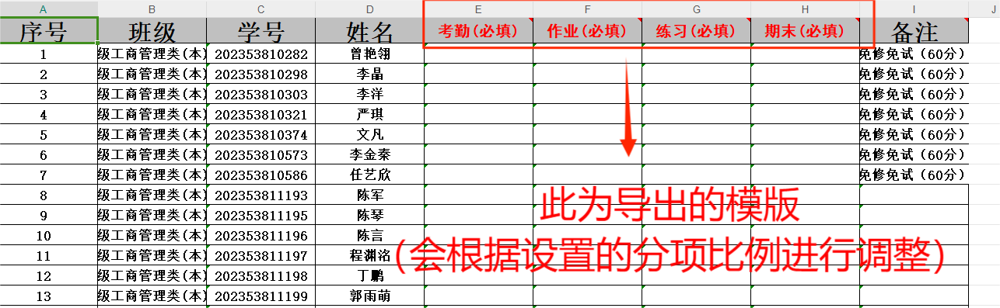 A B C D E F G H I J
序号 班级 学号 姓名 考勤(必填) 作业(必填) 练习(必填) 期末(必填) 备注
1 级工商管理类(本) 202353810282 曾艳翎 免修免试（60分）
2 级工商管理类(本) 202353810298 李晶 免修免试（60分）
3 级工商管理类(本) 202353810303 李洋 免修免试（60分）
4 级工商管理类(本) 202353810321 严琪 免修免试（60分）
5 级工商管理类(本) 202353810374 文凡 免修免试（60分）
6 级工商管理类(本) 202353810573 李金秦 免修免试（60分）
7 级工商管理类(本) 202353810586 任艺欣 免修免试（60分）
8 级工商管理类(本) 202353811193 陈军
9 级工商管理类(本) 202353811195 陈琴
此为导出的模版
10 级工商管理类(本) 202353811196 陈言
11 级工商管理类(本) 202353811197 程渊铭
（会根据设置的分项比例进行调整）
12 级工商管理类(本) 202353811198 丁鹏
13 级工商管理类(本) 202353811199 郭雨萌